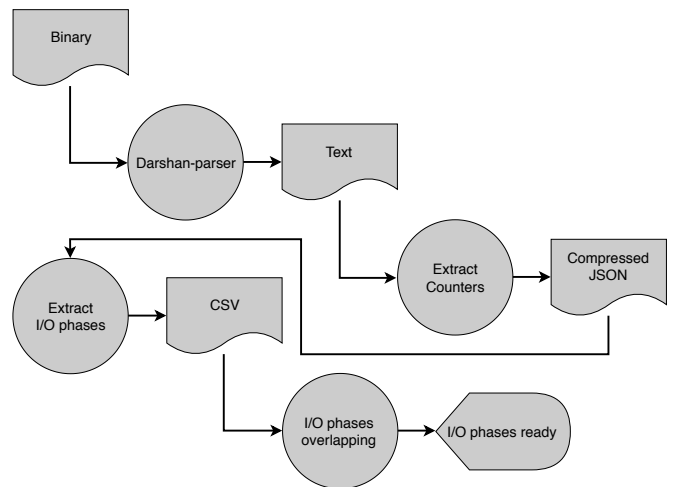 Binary
Darshan-parser
Text
Extract
Counters
Compressed
JSON
Extract
I/O phases
CSV
I/O phases
overlapping
I/O phases ready